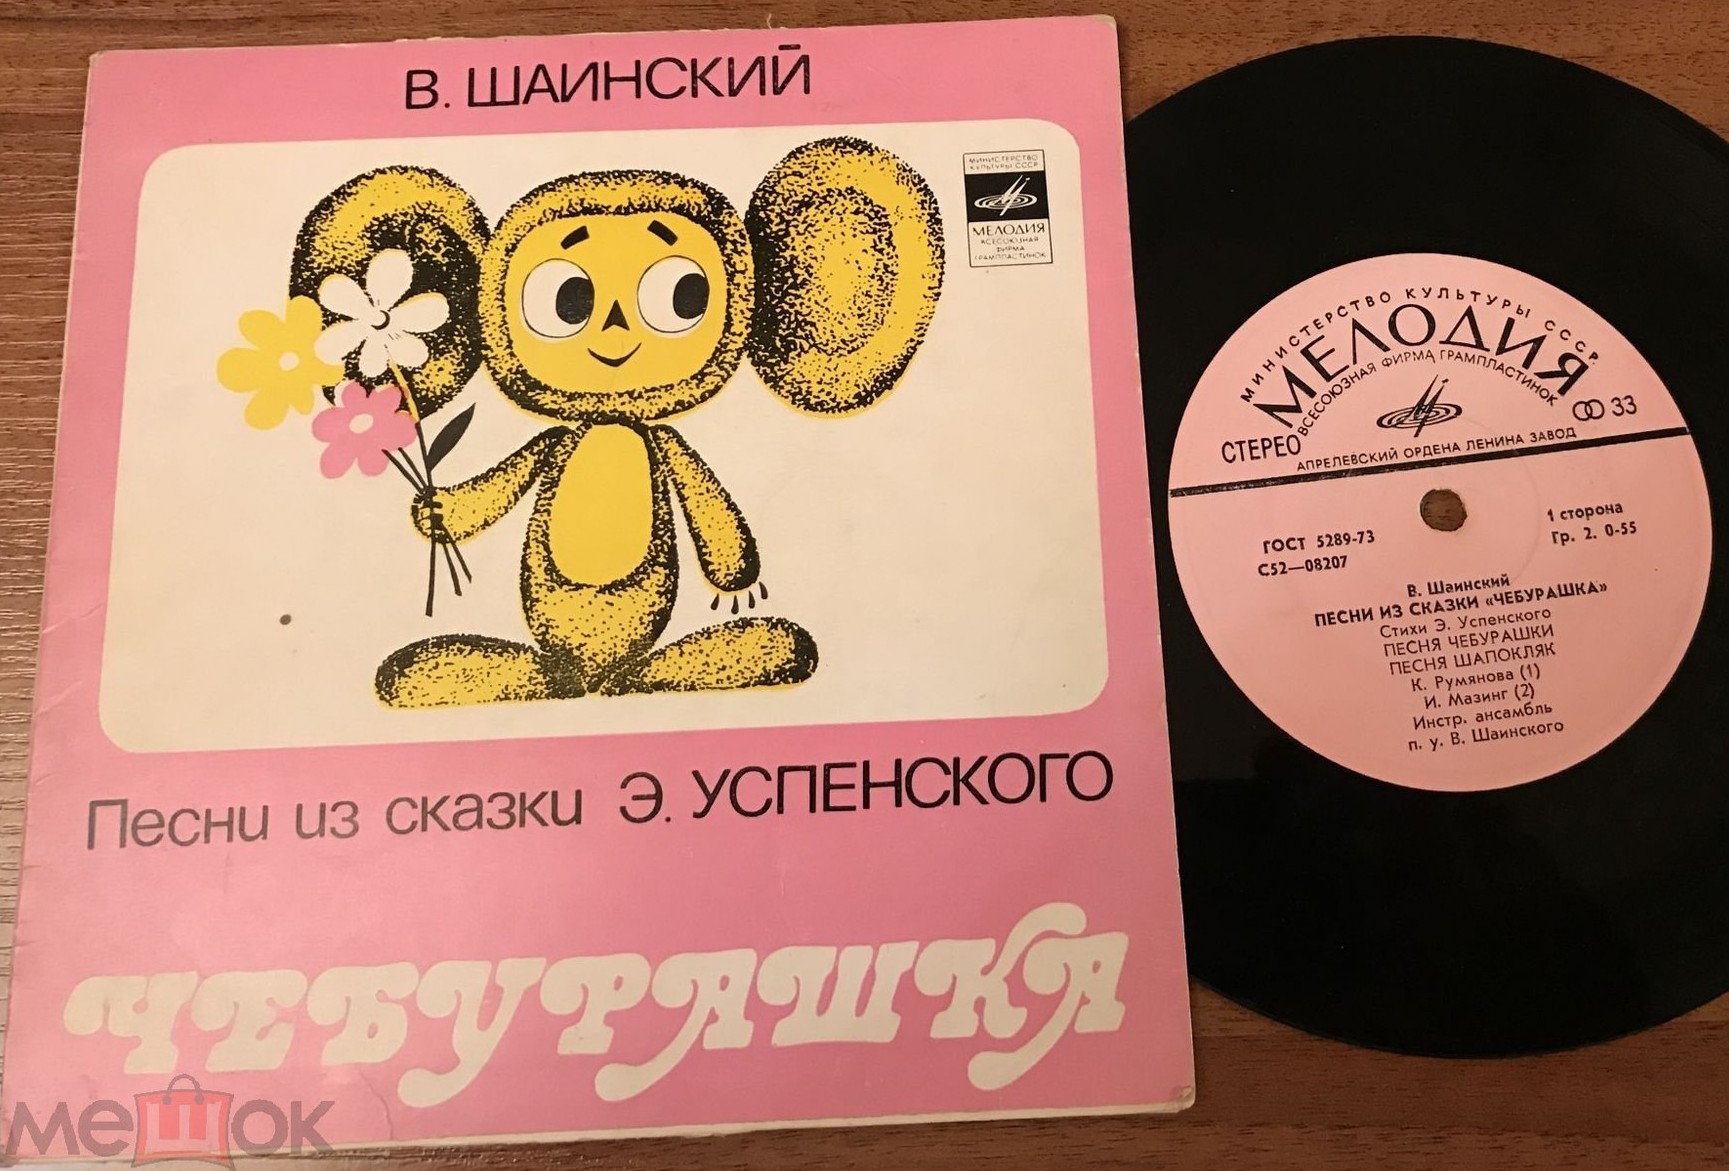 В. ШАИНСКИЙ
МИНИСТЕРСТВО
КУЛЬТУРЫ СССР
МЕЛОДИЯ
ВСЕСОЮЗНАЯ
ФИРМА
ГРАМПЛАСТИНОК
Песни из сказки Э. УСПЕНСКОГО
ЧЕБУРАШКА
МИНИСТЕРСТВО КУЛЬТУРЫ СССР
МЕЛОДИЯ
ВСЕСОЮЗНАЯ ФИРМА ГРАМПЛАСТИНОК
СТЕРЕО
33
АПРЕЛЕВСКИЙ ОРДЕНА ЛЕНИНА ЗАВОД
ГОСТ 5289-73
С52—08207
1 сторона
Гр. 2. 0-55
В. Шаинский
ПЕСНИ ИЗ СКАЗКИ «ЧЕБУРАШКА»
Стихи Э. Успенского
ПЕСНЯ ЧЕБУРАШКИ
ПЕСНЯ ШАПОКЛЯК
К. Румянова (1)
И. Мазинг (2)
Инстр. ансамбль
п. у. В. Шаинского
мешок